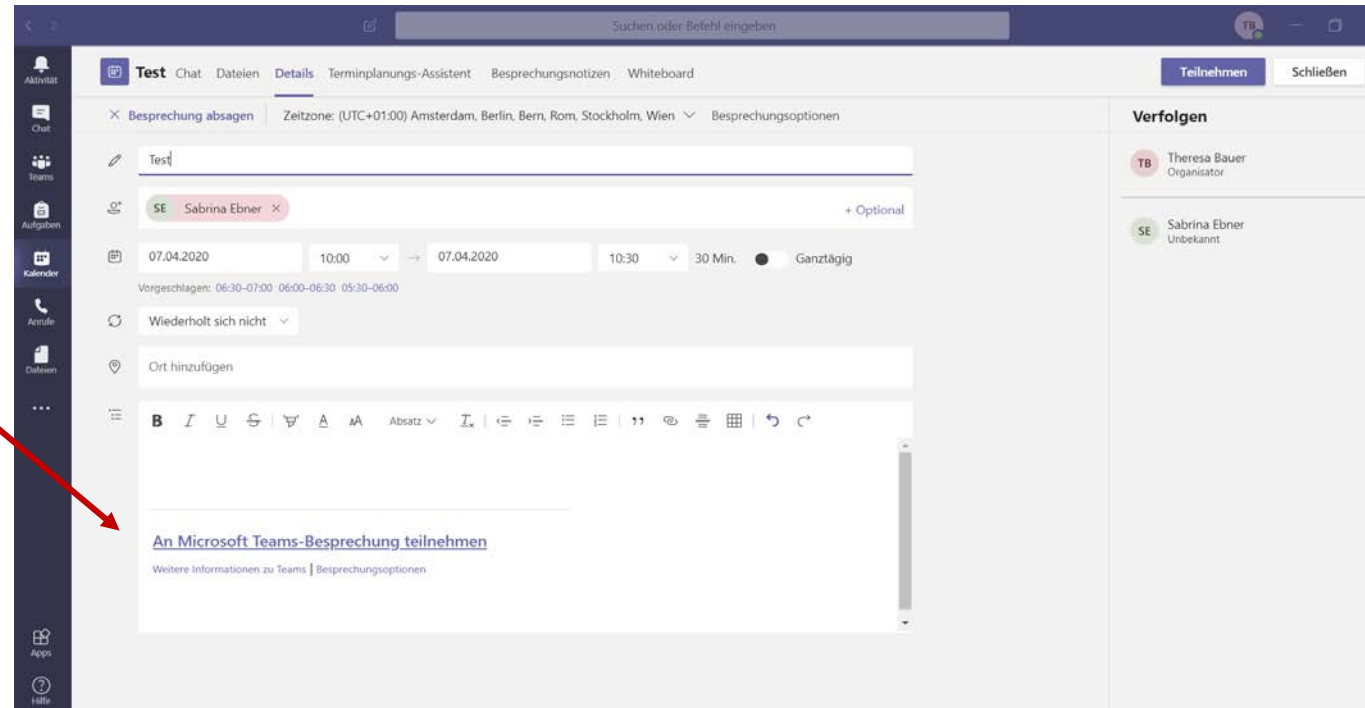 Suchen oder Befehl eingeben
TB
Aktivität
Chat
Teams
Aufgaben
Kalender
Anrufe
Dateien
Apps
Hilfe
Test Chat Dateien Details Terminplanungs-Assistent Besprechungsnotizen Whiteboard
Teilnehmen Schließen
Besprechung absagen Zeitzone: (UTC+01:00) Amsterdam, Berlin, Bern, Rom, Stockholm, Wien Besprechungsoptionen
Test
SE Sabrina Ebner × + Optional
07.04.2020 10:00 → 07.04.2020 10:30 30 Min. Ganztägig
Vorgeschlagen: 06:30–07:00 06:00–06:30 05:30–06:00
Wiederholt sich nicht
Ort hinzufügen
B I U S A AA Absatz
An Microsoft Teams-Besprechung teilnehmen
Weitere Informationen zu Teams | Besprechungsoptionen
Verfolgen
TB Theresa Bauer
Organisator
SE Sabrina Ebner
Unbekannt